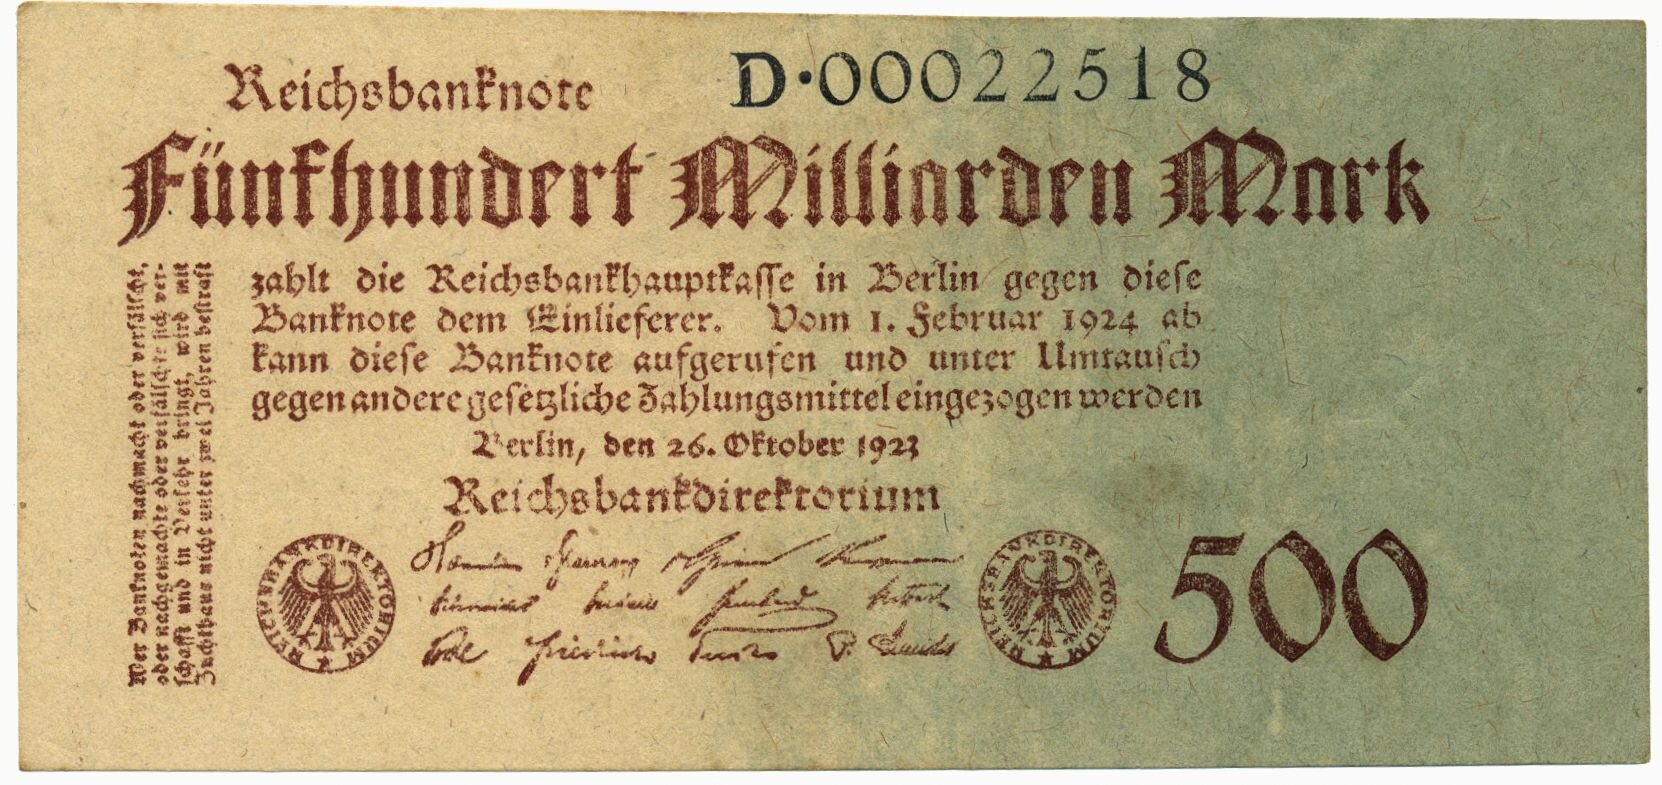 Reichsbanknote
D·00022518
Fünfhundert Milliarden Mark
zahlt die Reichsbankhauptkasse in Berlin gegen diese
Banknote dem Einlieferer. Vom 1. Februar 1924 ab
kann diese Banknote aufgerufen und unter Umtausch
gegen andere gesetzliche Zahlungsmittel eingezogen werden
Berlin, den 26. Oktober 1923
Reichsbankdirektorium
Wer Banknoten nachmacht oder verfälscht,
oder nachgemachte oder verfälschte sich ver-
schafft und in Verkehr bringt, wird mit
Zuchthaus nicht unter zwei Jahren bestraft
REICHSBANKDIREKTORIUM
REICHSBANKDIREKTORIUM
500